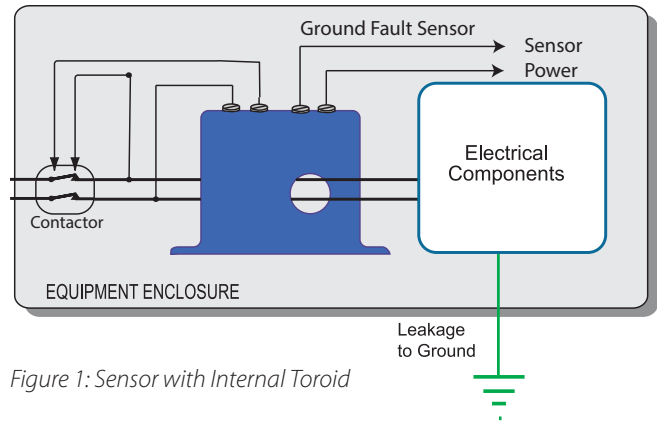 Ground Fault Sensor
Sensor
Power
Electrical
Components
Contactor
EQUIPMENT ENCLOSURE
Leakage
to Ground
Figure 1: Sensor with Internal Toroid